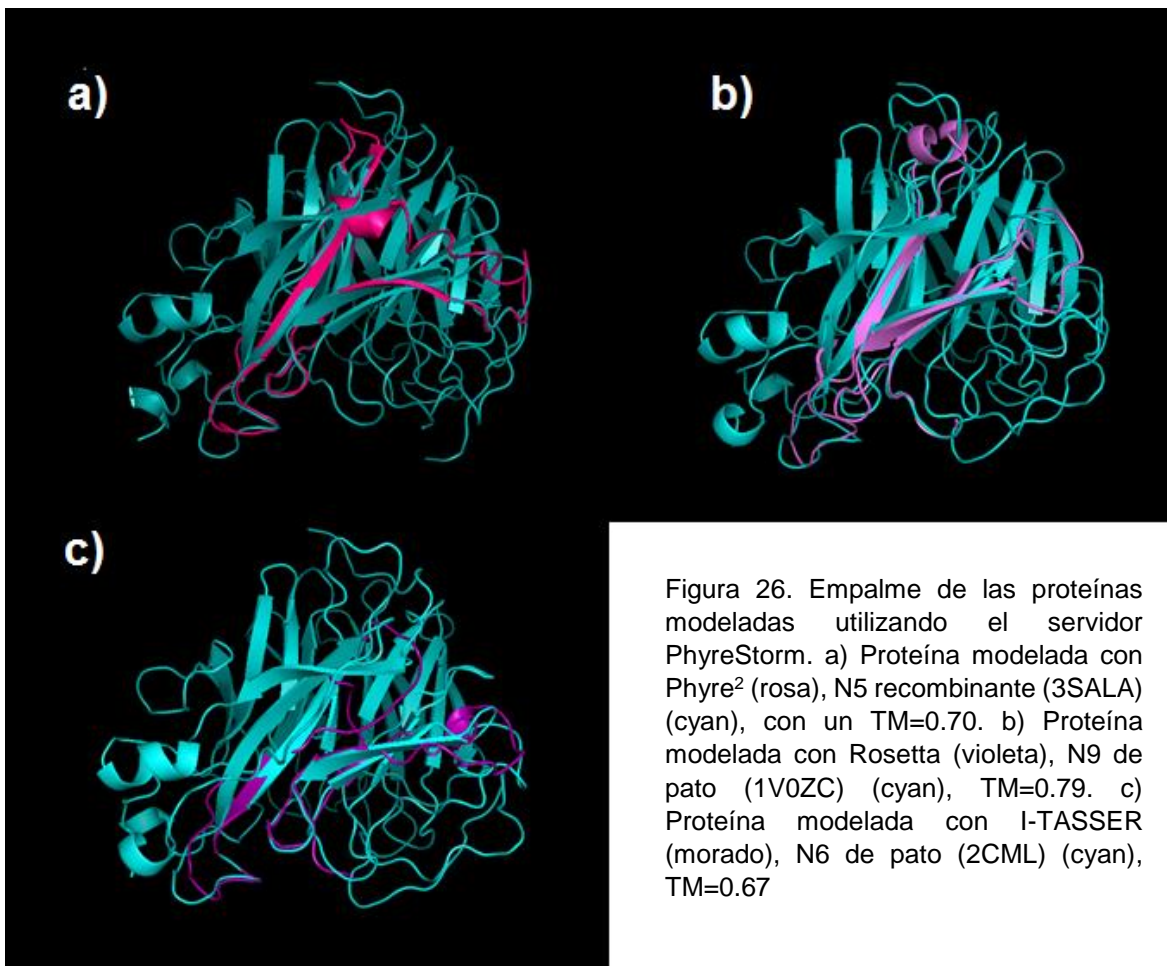 a)
b)
c)
Figura 26. Empalme de las proteínas
modeladas utilizando el servidor
PhyreStorm. a) Proteína modelada con
Phyre² (rosa), N5 recombinante (3SALA)
(cyan), con un TM=0.70. b) Proteína
modelada con Rosetta (violeta), N9 de
pato (1V0ZC) (cyan), TM=0.79. c)
Proteína modelada con I-TASSER
(morado), N6 de pato (2CML) (cyan),
TM=0.67